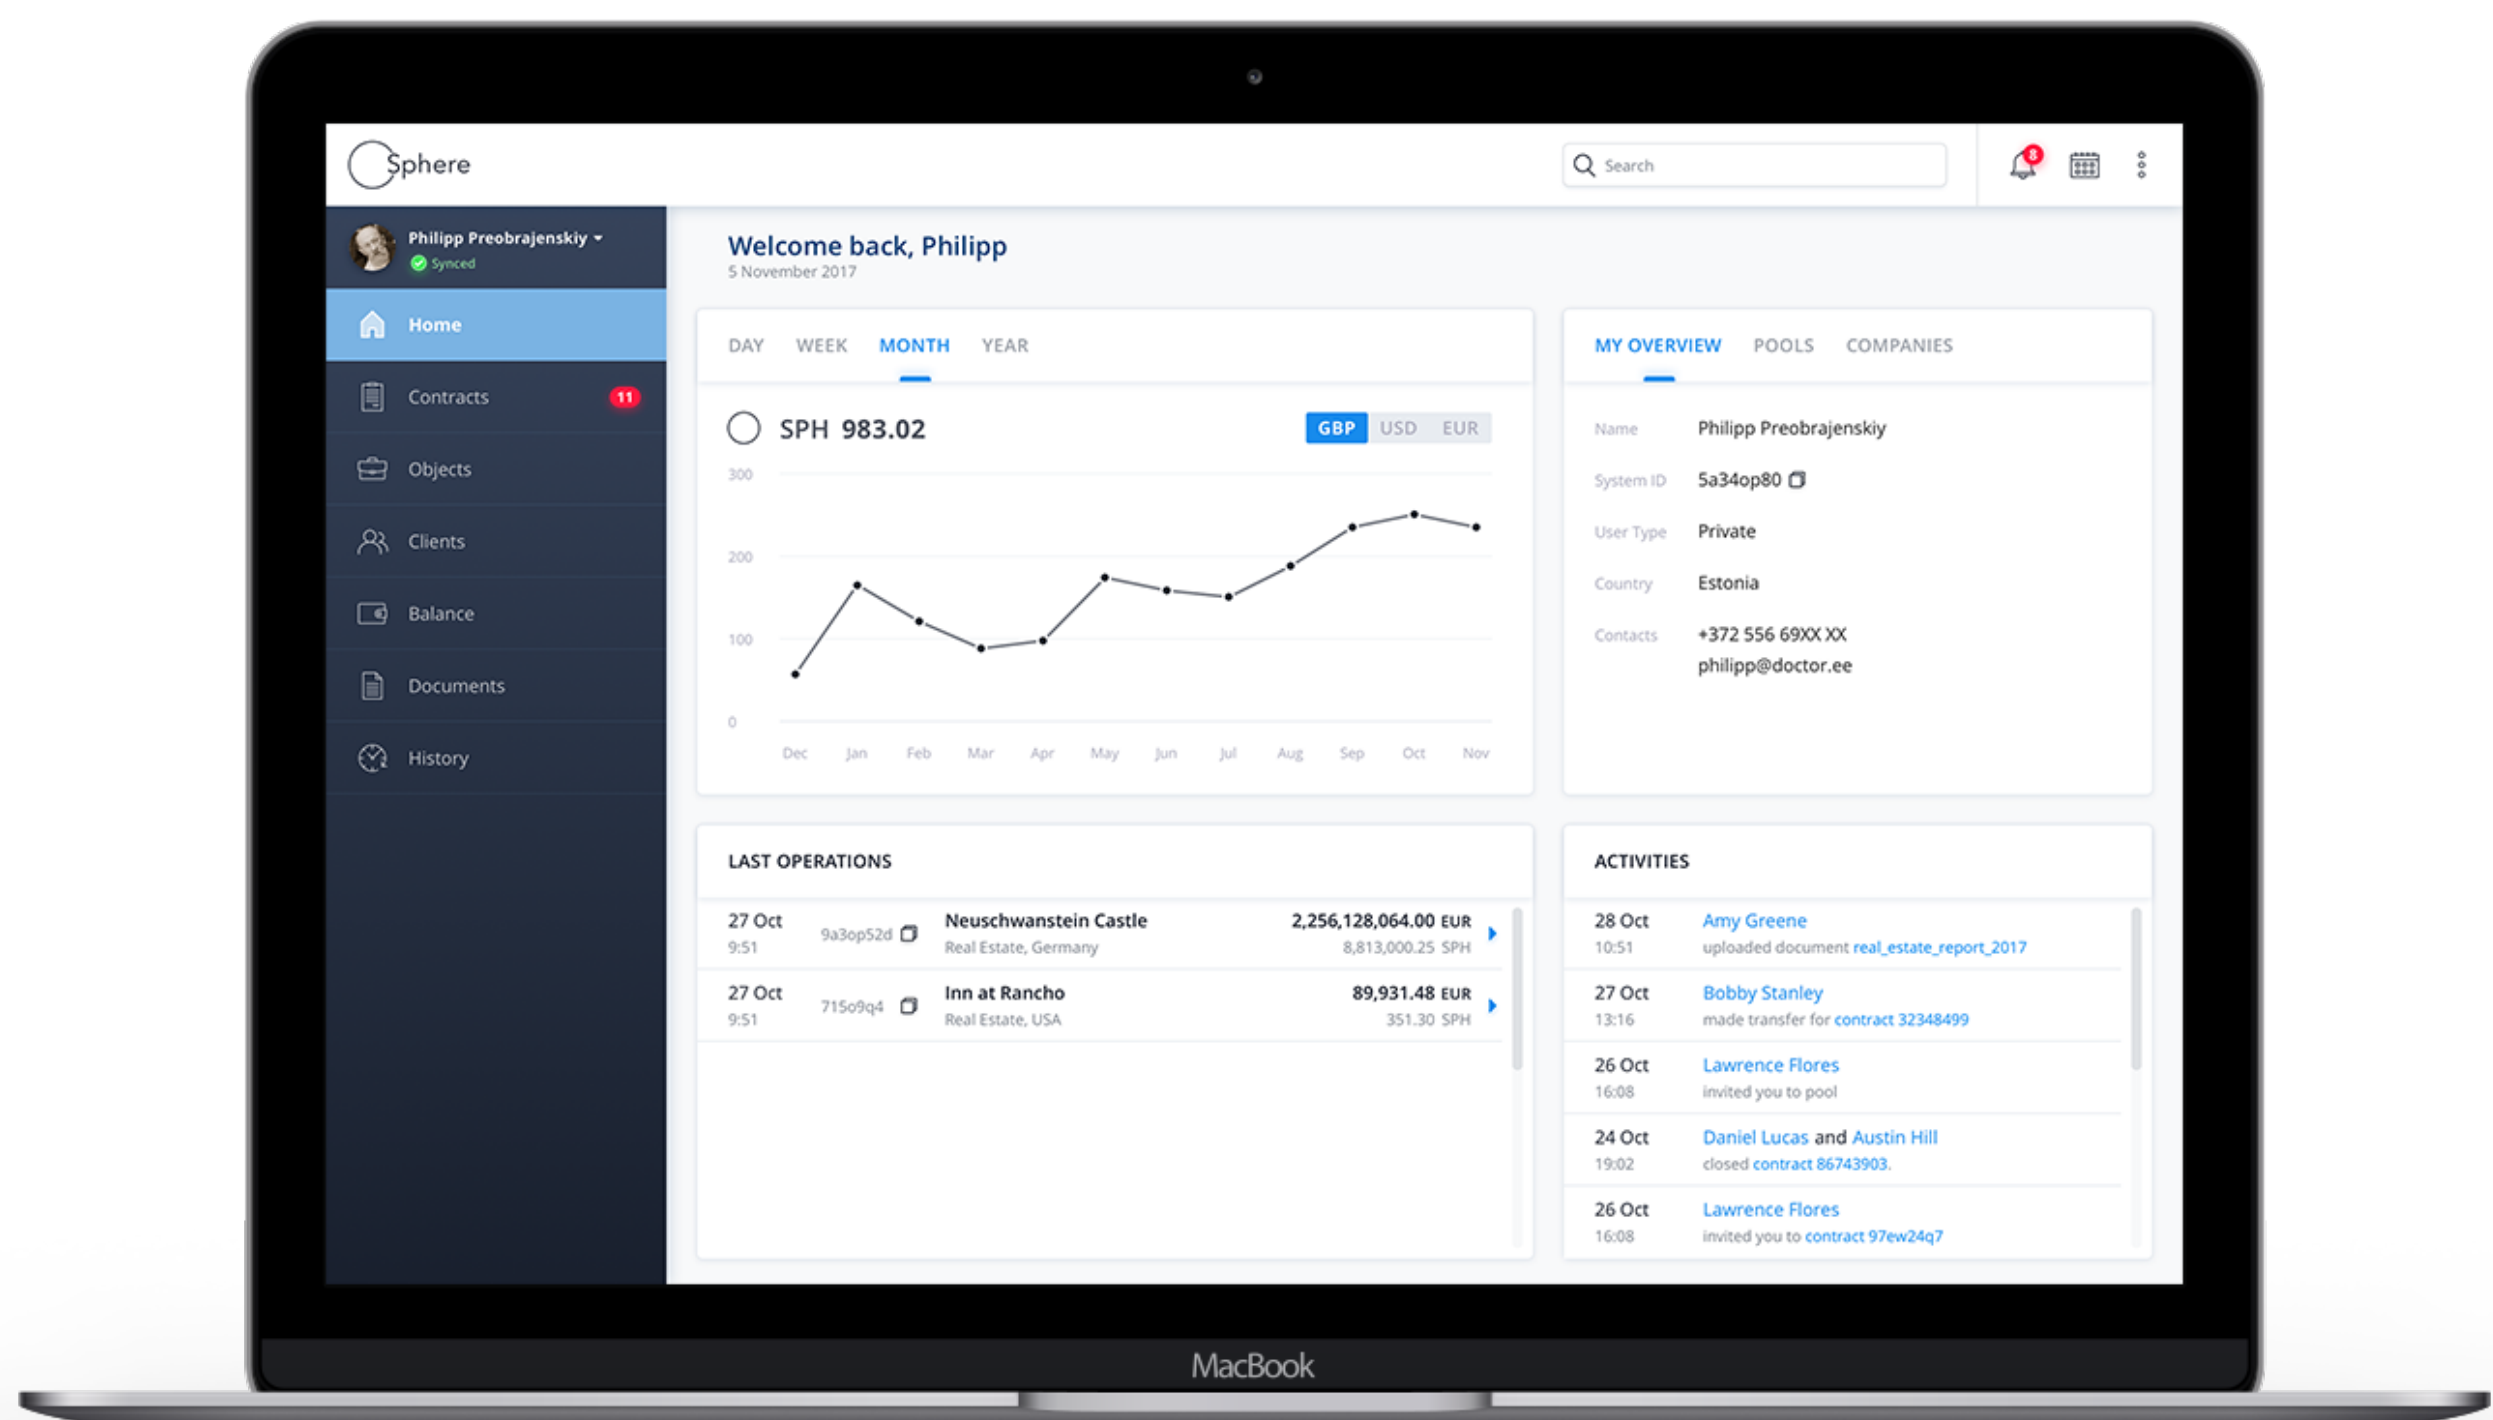 Sphere
Search
8
Philipp Preobrajenskiy
Synced
Home
Contracts 11
Objects
Clients
Balance
Documents
History
Welcome back, Philipp
5 November 2017
DAY WEEK MONTH YEAR
SPH 983.02
GBP USD EUR
300
200
100
0
Dec Jan Feb Mar Apr May Jun Jul Aug Sep Oct Nov
MY OVERVIEW POOLS COMPANIES
Name Philipp Preobrajenskiy
System ID 5a34op80
User Type Private
Country Estonia
Contacts +372 556 69XX XX
philipp@doctor.ee
LAST OPERATIONS
27 Oct 9a3op52d Neuschwanstein Castle 2,256,128,064.00 EUR
9:51 Real Estate, Germany 8,813,000.25 SPH
27 Oct 715o9q4 Inn at Rancho 89,931.48 EUR
9:51 Real Estate, USA 351.30 SPH
ACTIVITIES
28 Oct Amy Greene
10:51 uploaded document real_estate_report_2017
27 Oct Bobby Stanley
13:16 made transfer for contract 32348499
26 Oct Lawrence Flores
16:08 invited you to pool
24 Oct Daniel Lucas and Austin Hill
19:02 closed contract 86743903.
26 Oct Lawrence Flores
16:08 invited you to contract 97ew24q7
MacBook